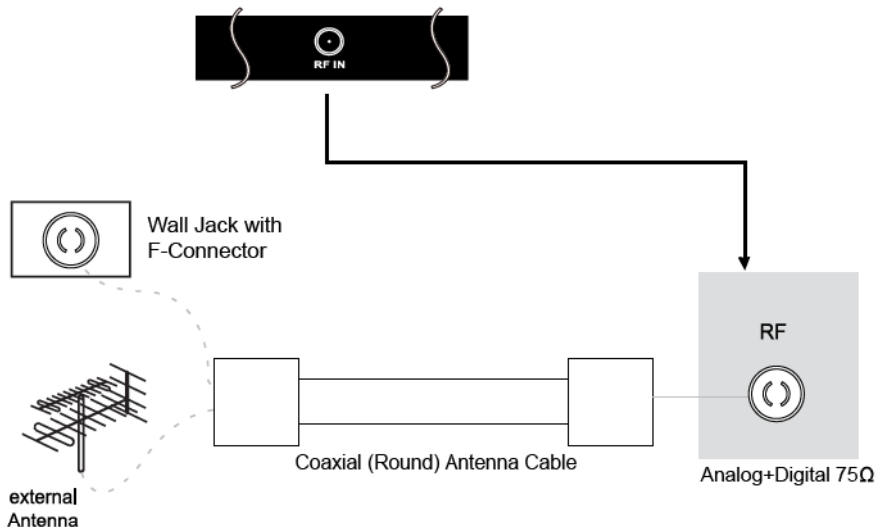 RF IN
Wall Jack with
F-Connector
RF
Coaxial (Round) Antenna Cable
Analog+Digital 75Ω
external
Antenna